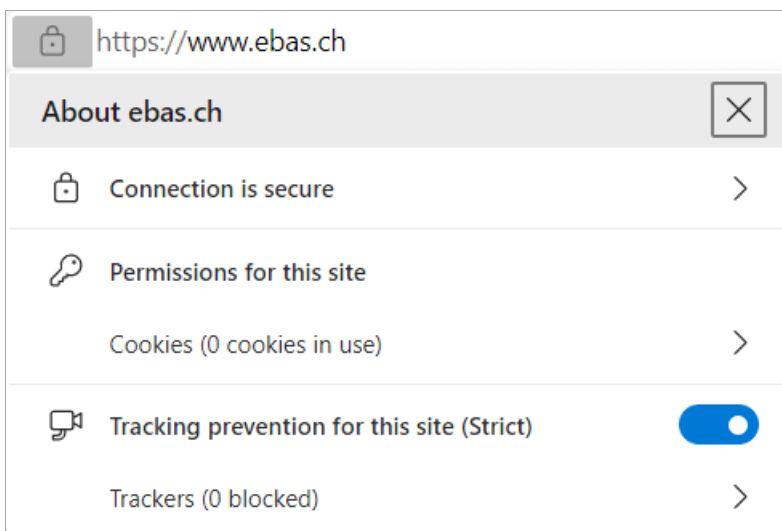 https://www.ebas.ch
About ebas.ch
Connection is secure
Permissions for this site
Cookies (0 cookies in use)
Tracking prevention for this site (Strict)
Trackers (0 blocked)